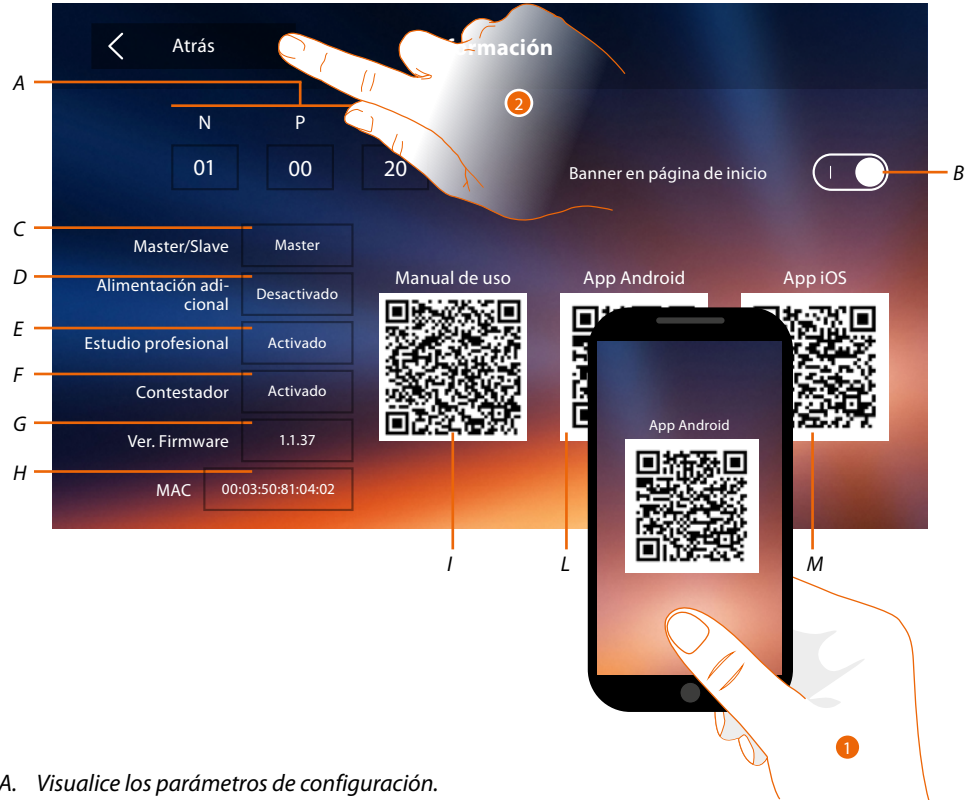 Atrás
formación
A
2
N P
01 00 20
Banner en página de inicio
B
C
Master/Slave Master
D
Alimentación adi-
cional
Desactivado
E
Estudio profesional Activado
F
Contestador Activado
G
Ver. Firmware 1.1.37
H
MAC 00:03:50:81:04:02
Manual de uso App Android App iOS
App Android
I L M
1
A. Visualice los parámetros de configuración.